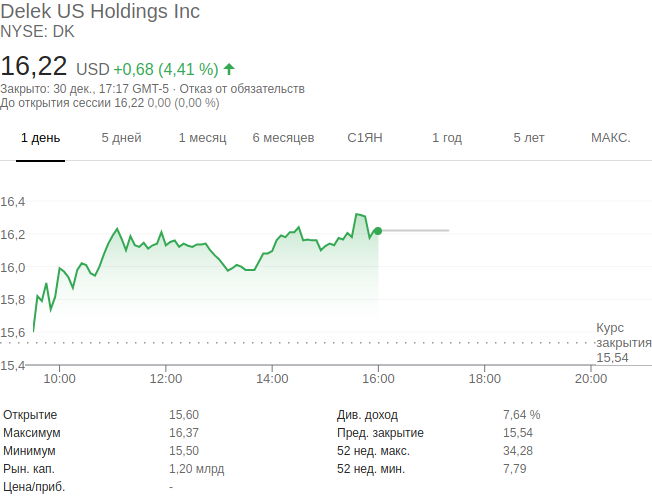 Delek US Holdings Inc
NYSE: DK
16,22 USD +0,68 (4,41 %)
Закрыто: 30 дек., 17:17 GMT-5 · Отказ от обязательств
До открытия сессии 16,22 0,00 (0,00 %)
1 день 5 дней 1 месяц 6 месяцев С1ЯН 1 год 5 лет МАКС.
16,4
16,2
16,0
15,8
15,6
15,4
Курс
закрытия
15,54
10:00 12:00 14:00 16:00 18:00 20:00
Открытие 15,60 Див. доход 7,64 %
Максимум 16,37 Пред. закрытие 15,54
Минимум 15,50 52 нед. макс. 34,28
Рын. кап. 1,20 млрд 52 нед. мин. 7,79
Цена/приб. -